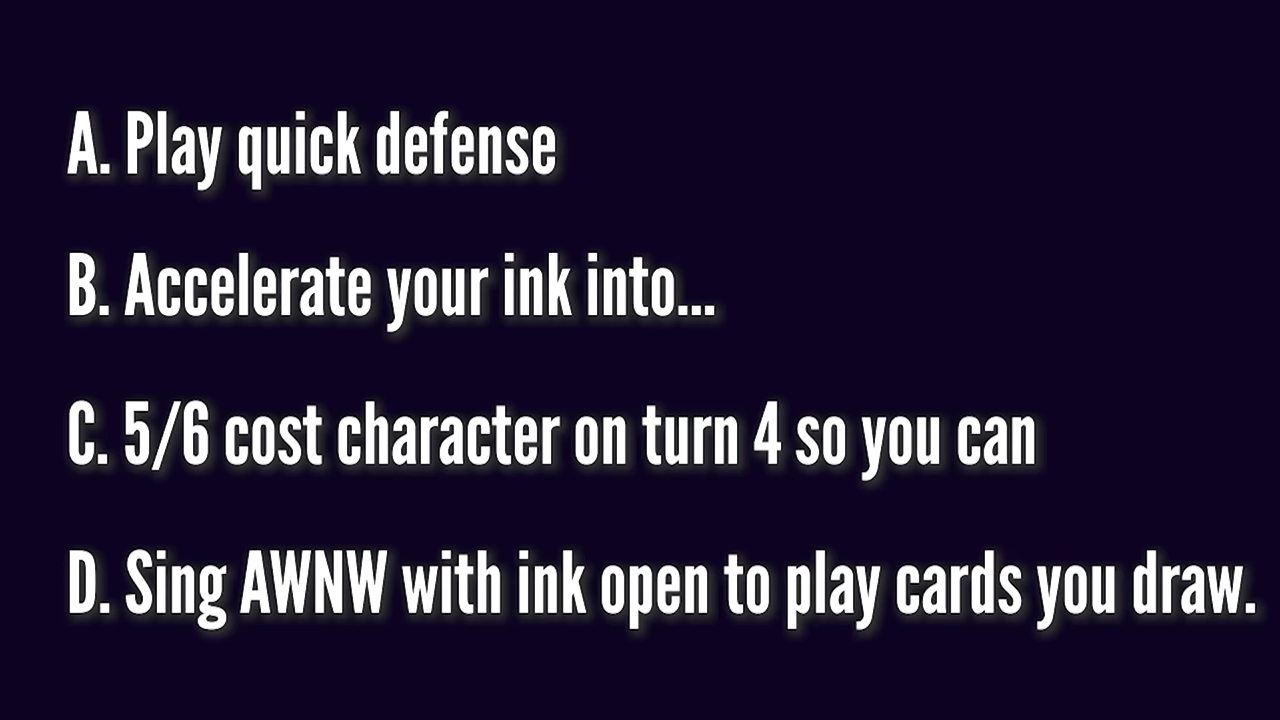 A. Play quick defense
B. Accelerate your ink into...
C. 5/6 cost character on turn 4 so you can
D. Sing AWNW with ink open to play cards you draw.